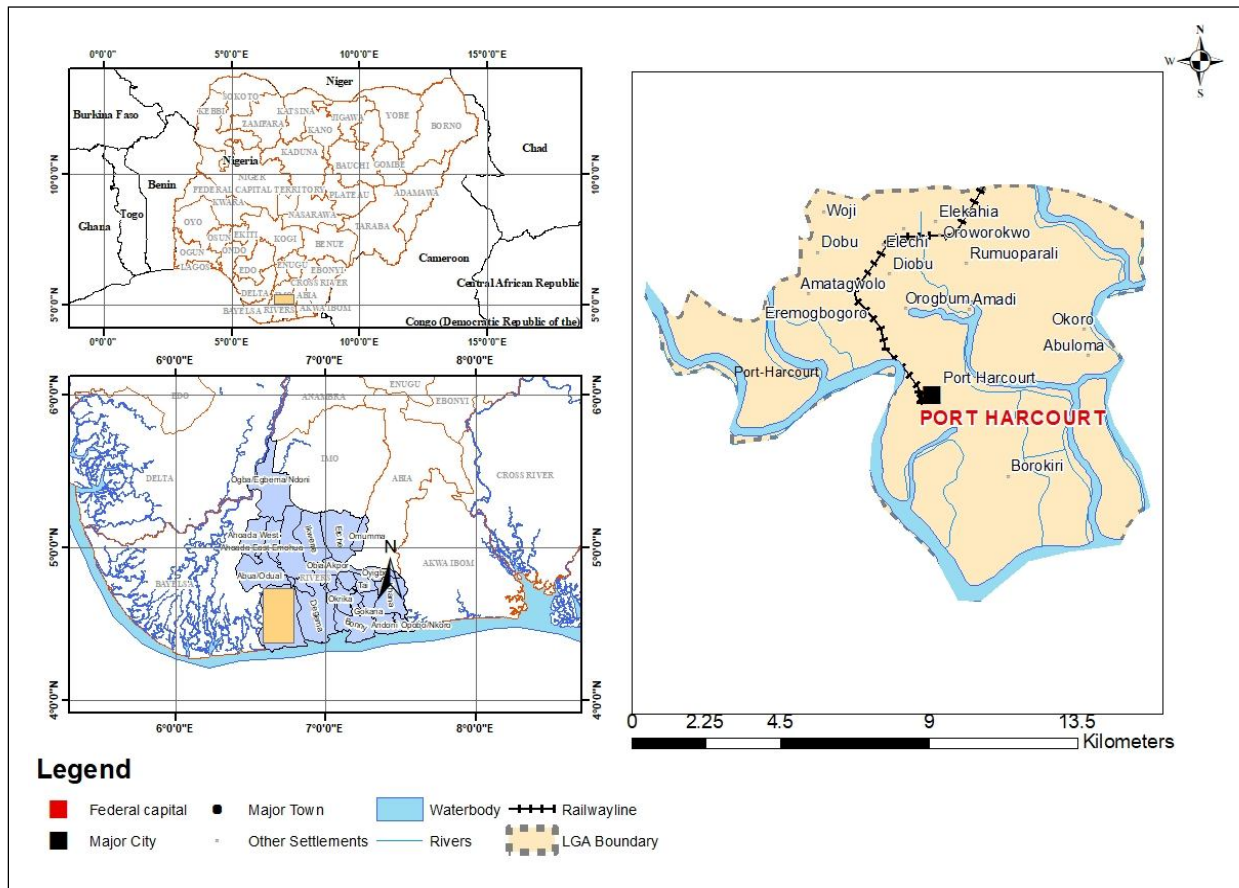 0°0'0"
5°0'0"E
10°0'0"E
15°0'0"E
Niger
SOKOTO
KEBBI
ZAMFARA
KATSINA
JIGAWA
KANO
YOBE
BORNO
Burkina Faso
Chad
Nigeria
KADUNA
BAUCHI
GOMBE
NIGER
Benin
FEDERAL CAPITAL TERRITORY
PLATEAU
ADAMAWA
KWARA
Togo
Ghana
NASARAWA
OYO
TARABA
OSUN
EKITI
KOGI
BENUE
OGUN
ONDO
LAGOS
EDO
ENUGU
EBONYI
Cameroon
CROSS RIVER
Central African Republic
DELTA
ABIA
BAYELSA
RIVERS
AKWA IBOM
Congo (Democratic Republic of the)
10°0'0"N
10°0'0"N
5°0'0"N
5°0'0"N
0°0'0"
5°0'0"E
10°0'0"E
15°0'0"E
6°0'0"E
7°0'0"E
8°0'0"E
6°0'0"N
6°0'0"N
EDO
ANAMBRA
ENUGU
EBONYI
IMO
DELTA
ABIA
CROSS RIVER
Ogba/Egbema/Ndoni
Ahoada West
Ahoada East
Emohua
Ikwerre
Etche
Omumma
5°0'0"N
5°0'0"N
N
Obia/Akpor
Oyigbo
AKWA IBOM
BAYELSA
Abua/Odual
RIVERS
Tai
Khana
Okrika
Degema
Gokana
Bonny
Andoni
Opobo/Nkoro
4°0'0"N
4°0'0"N
6°0'0"E
7°0'0"E
8°0'0"E
N
W
E
S
Woji
Elekahia
Oroworokwo
Dobu
Elechi
Rumuoparali
Diobu
Amatagwolo
Orogbum
Amadi
Eremogbogoro
Okoro
Abuloma
Port-Harcourt
Port Harcourt
PORT HARCOURT
Borokiri
0 2.25 4.5 9 13.5
Kilometers
Legend
Federal capital
Major Town
Waterbody
Railwayline
Major City
Other Settlements
Rivers
LGA Boundary